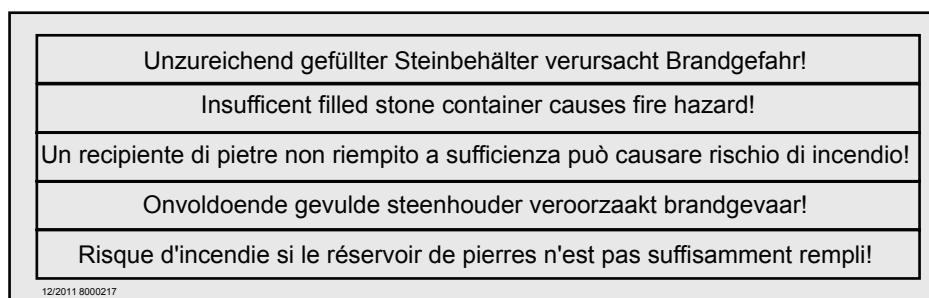 Unzureichend gefüllter Steinbehälter verursacht Brandgefahr!
Insufficent filled stone container causes fire hazard!
Un recipiente di pietre non riempito a sufficienza può causare rischio di incendio!
Onvoldoende gevulde steenhouder veroorzaakt brandgevaar!
Risque d'incendie si le réservoir de pierres n'est pas suffisamment rempli!
12/2011 8000217